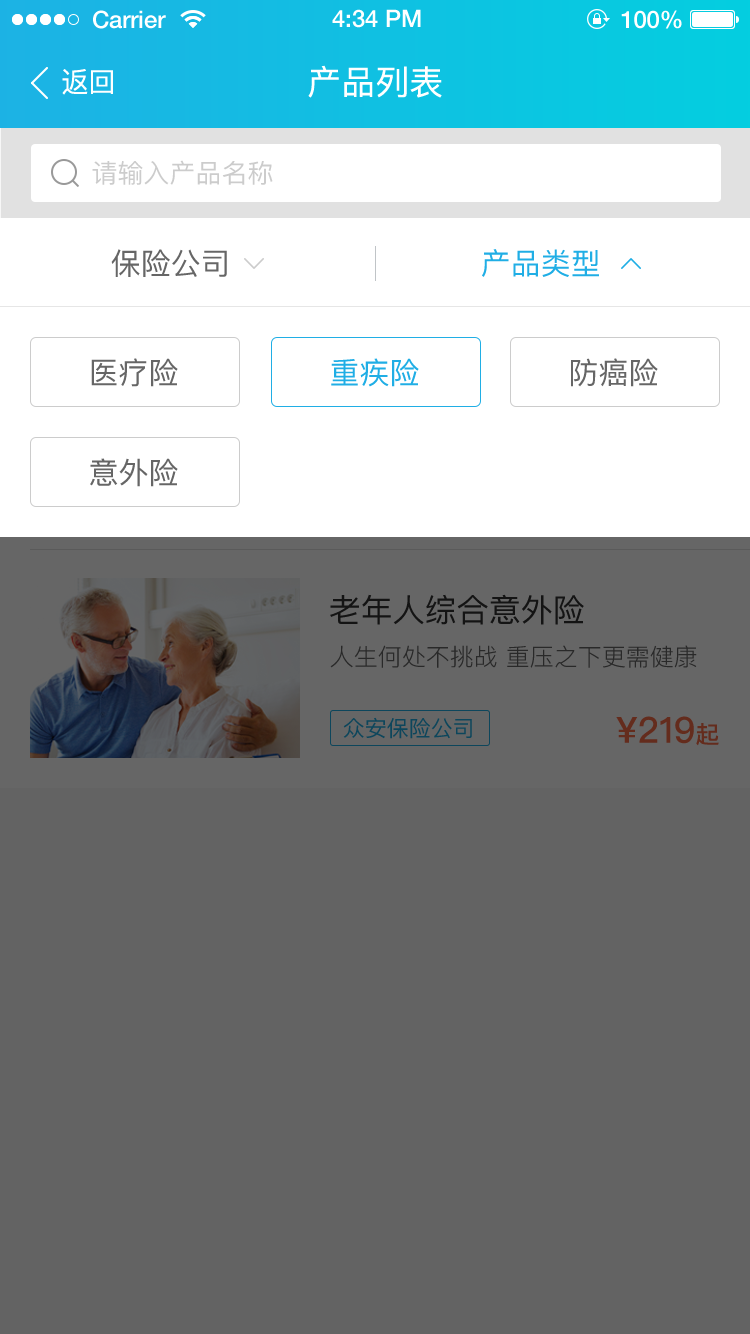 Carrier 4:34 PM 100%
返回 产品列表
请输入产品名称
保险公司 产品类型
医疗险 重疾险 防癌险
意外险
老年人综合意外险
人生何处不挑战 重压之下更需健康
众安保险公司 ¥219起